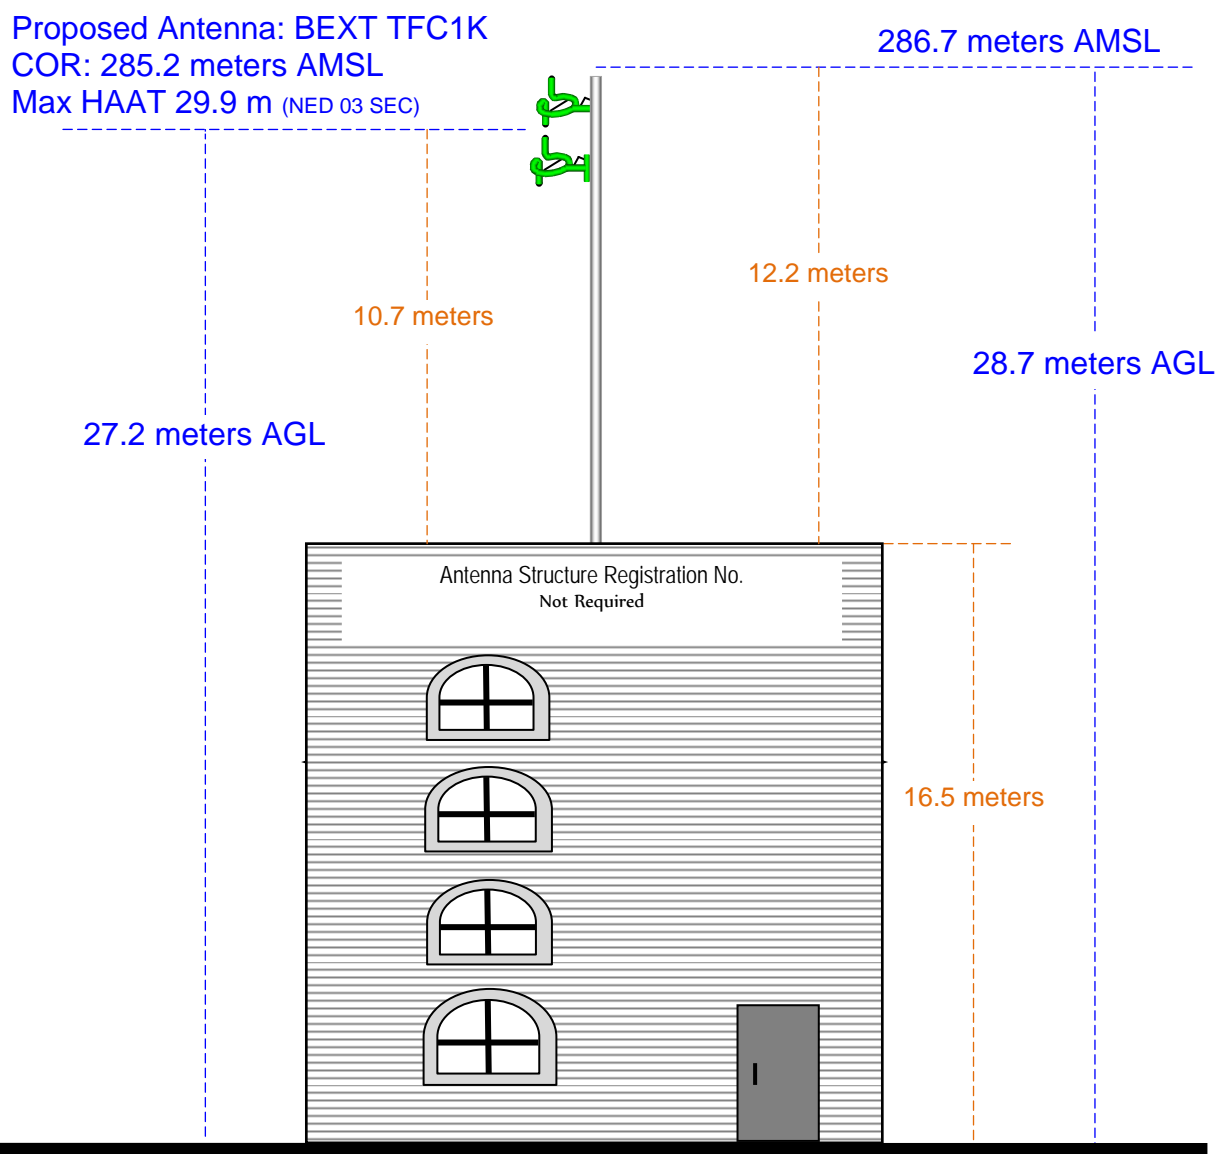 Proposed Antenna: BEXT TFC1K
COR: 285.2 meters AMSL
Max HAAT 29.9 m (NED 03 SEC)
286.7 meters AMSL
12.2 meters
10.7 meters
28.7 meters AGL
27.2 meters AGL
Antenna Structure Registration No.
Not Required
16.5 meters